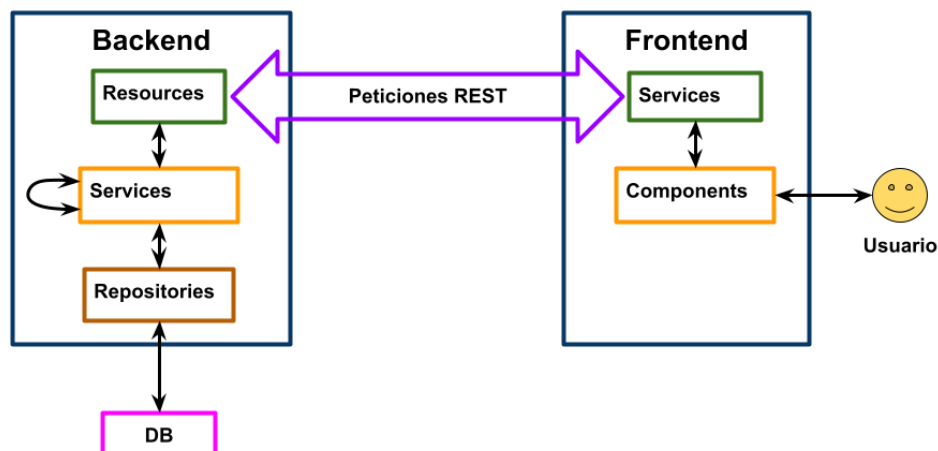 Backend
Frontend
Resources
Peticiones REST
Services
Services
Components
Usuario
Repositories
DB